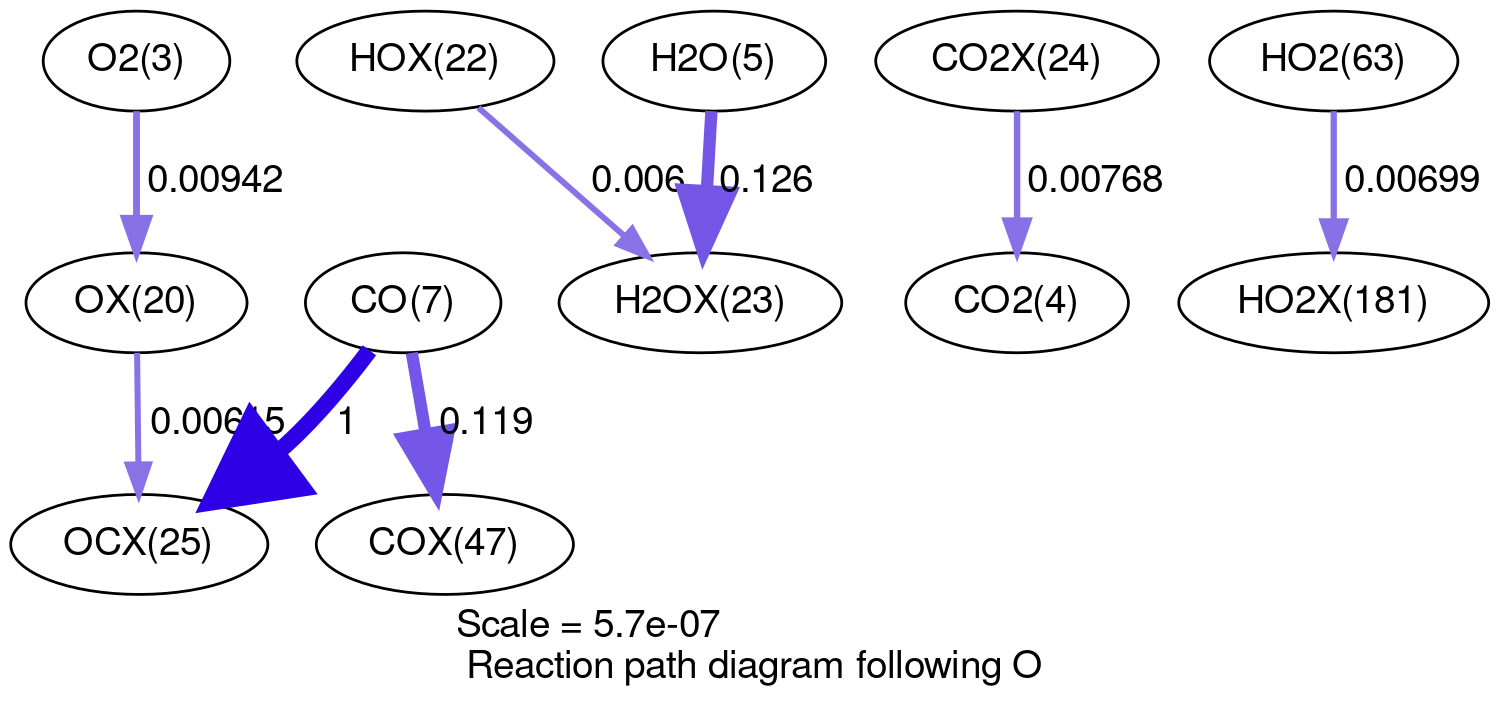 O2(3)
HOX(22)
H2O(5)
CO2X(24)
HO2(63)
0.00942
0.006
0.126
0.00768
0.00699
OX(20)
CO(7)
H2OX(23)
CO2(4)
HO2X(181)
0.00615
1
0.119
OCX(25)
COX(47)
Scale = 5.7e-07
Reaction path diagram following O